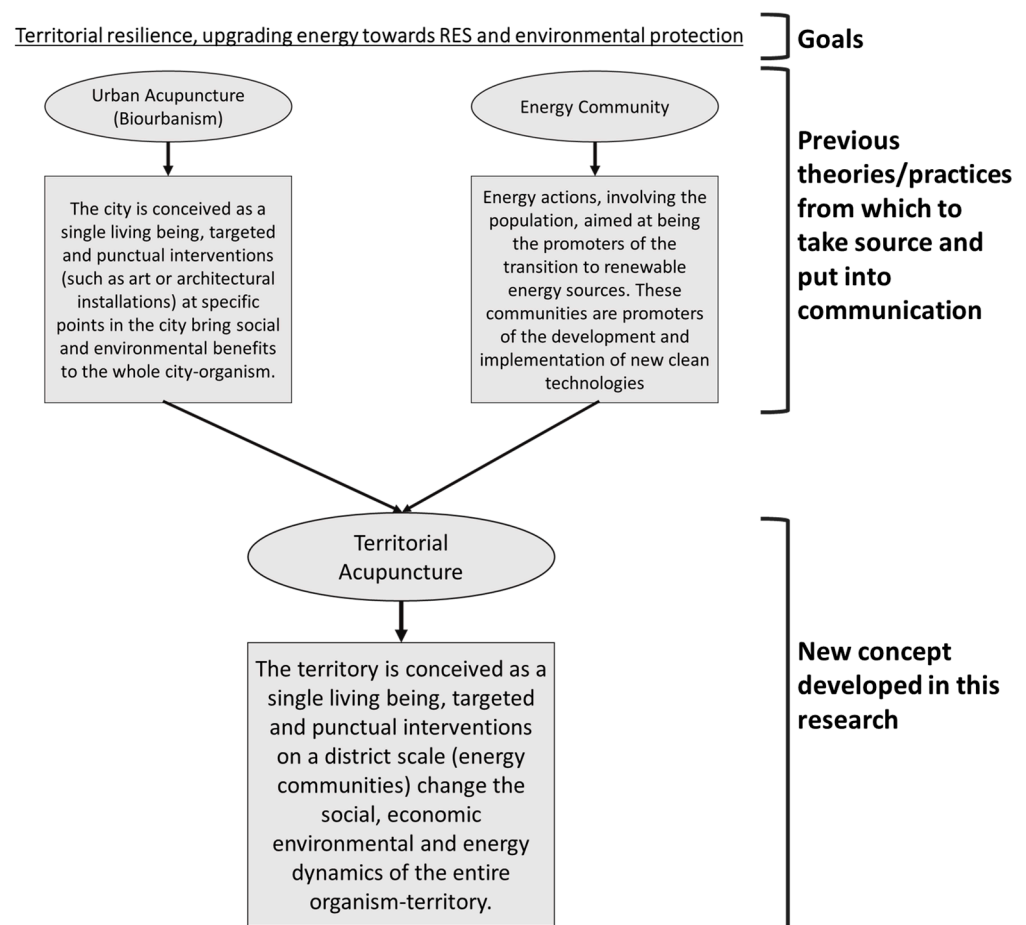 Territorial resilience, upgrading energy towards RES and environmental protection
Goals
Urban Acupuncture
(Biourbanism)
Energy Community
The city is conceived as a
single living being, targeted
and punctual interventions
(such as art or architectural
installations) at specific
points in the city bring social
and environmental benefits
to the whole city-organism.
Energy actions, involving the
population, aimed at being
the promoters of the
transition to renewable
energy sources. These
communities are promoters
of the development and
implementation of new clean
technologies
Previous
theories/practices
from which to
take source and
put into
communication
Territorial
Acupuncture
The territory is conceived as a
single living being, targeted
and punctual interventions
on a district scale (energy
communities) change the
social, economic
environmental and energy
dynamics of the entire
organism-territory.
New concept
developed in this
research